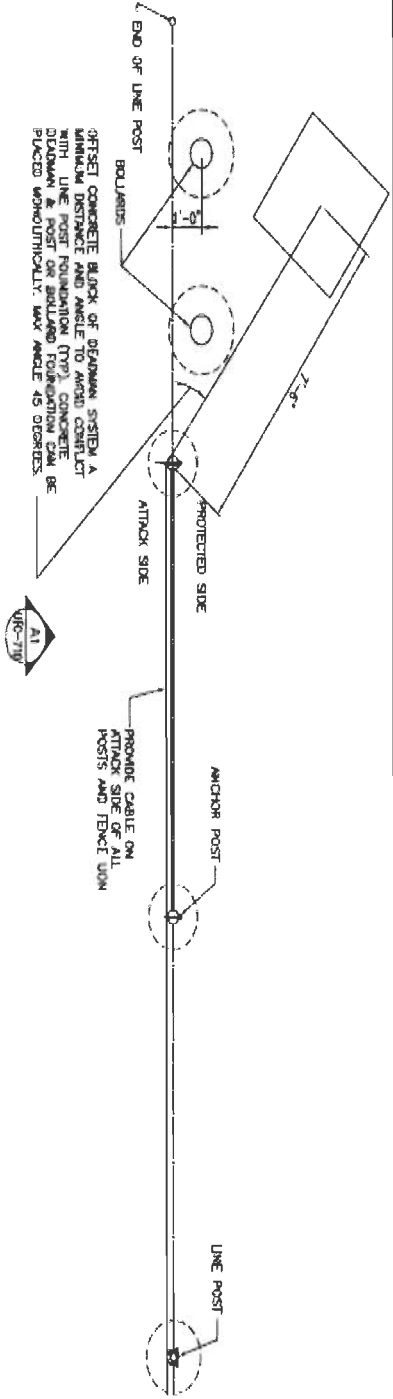 END OF LINE POST
BOLLARDS
1'-0"
7'-6"
OFFSET CONCRETE BLOCK OF DEADMAN SYSTEM A
MINIMUM DISTANCE AND ANGLE TO AVOID CONFLICT
WITH LINE POST FOUNDATION (TYP). CONCRETE
DEADMAN & POST OR BOLLARD FOUNDATION CAN BE
PLACED MONOLITHICALLY. MAX ANGLE 45 DEGREES.
PROTECTED SIDE
ATTACK SIDE
A1
UFC-710
PROVIDE CABLE ON
ATTACK SIDE OF ALL
POSTS AND FENCE UON
ANCHOR POST
LINE POST